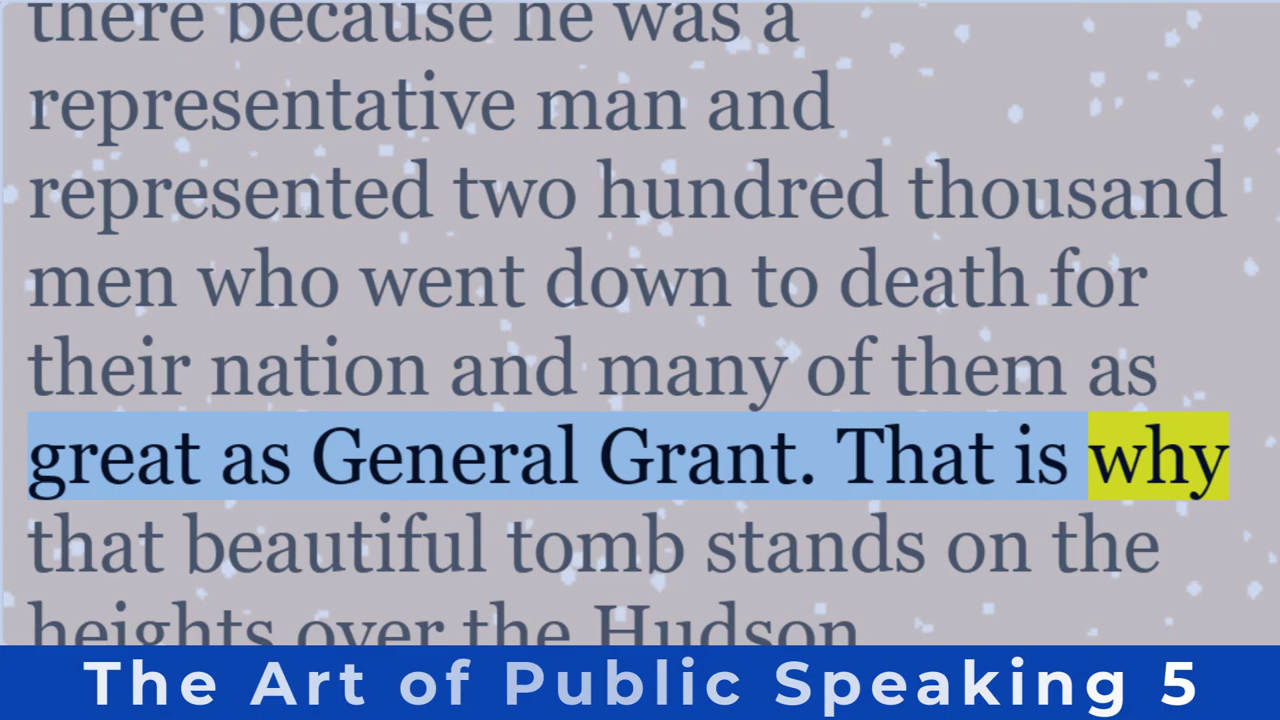 there because he was a
representative man and
represented two hundred thousand
men who went down to death for
their nation and many of them as
great as General Grant. That is why
that beautiful tomb stands on the
heights over the Hudson
The Art of Public Speaking 5